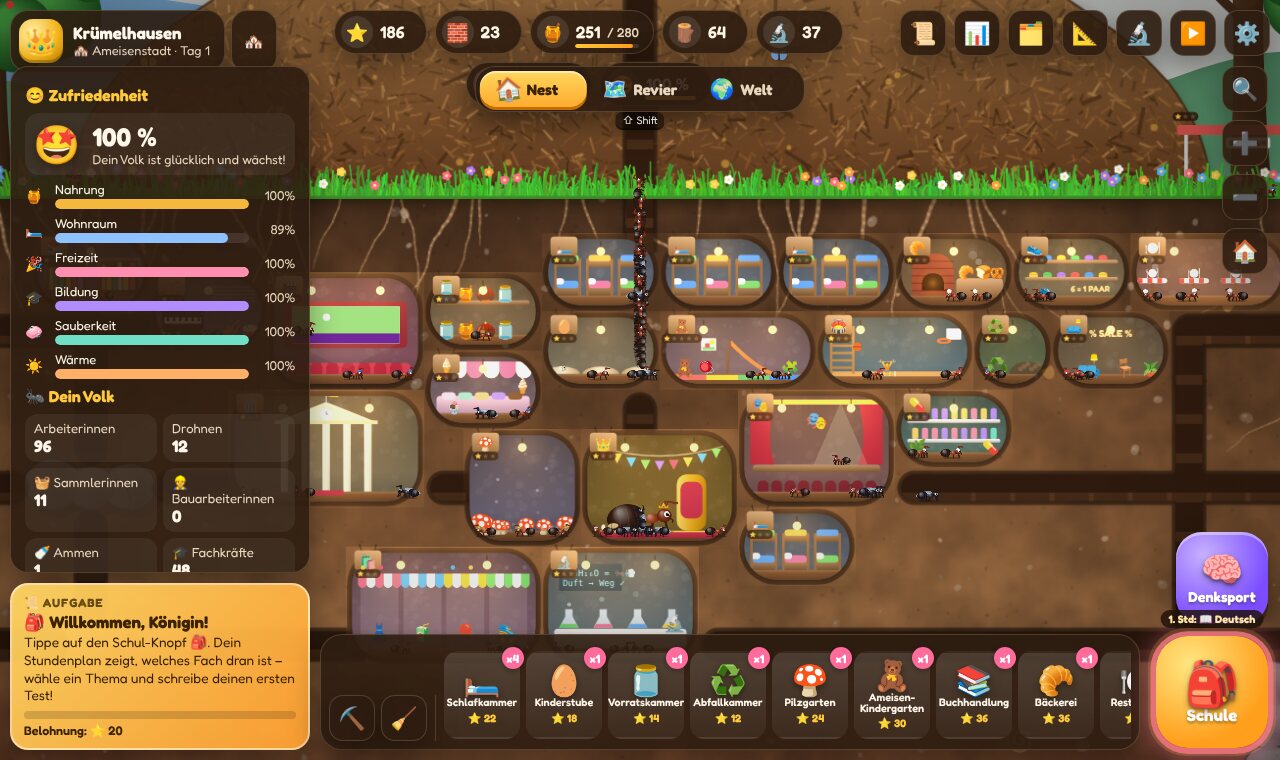 Krümelhausen
Ameisenstadt · Tag 1
186
23
251 / 280
64
37
Nest
Revier
Welt
⇧ Shift
Zufriedenheit
100 %
Dein Volk ist glücklich und wächst!
Nahrung
100%
Wohnraum
89%
Freizeit
100%
Bildung
100%
Sauberkeit
100%
Wärme
100%
Dein Volk
Arbeiterinnen
96
Drohnen
12
Sammlerinnen
11
Bauarbeiterinnen
0
Ammen
1
Fachkräfte
48
6 = 1 PAAR
% SALE %
Duft → Weg ✓
AUFGABE
Willkommen, Königin!
Tippe auf den Schul-Knopf 🎒. Dein
Stundenplan zeigt, welches Fach dran ist –
wähle ein Thema und schreibe deinen ersten
Test!
Belohnung: ⭐ 20
x4
Schlafkammer
22
x1
Kinderstube
18
x1
Vorratskammer
14
x1
Abfallkammer
12
x1
Pilzgarten
24
x1
Ameisen-
Kindergarten
30
x1
Buchhandlung
36
x1
Bäckerei
36
Rest
Denksport
1. Std: 📖 Deutsch
Schule